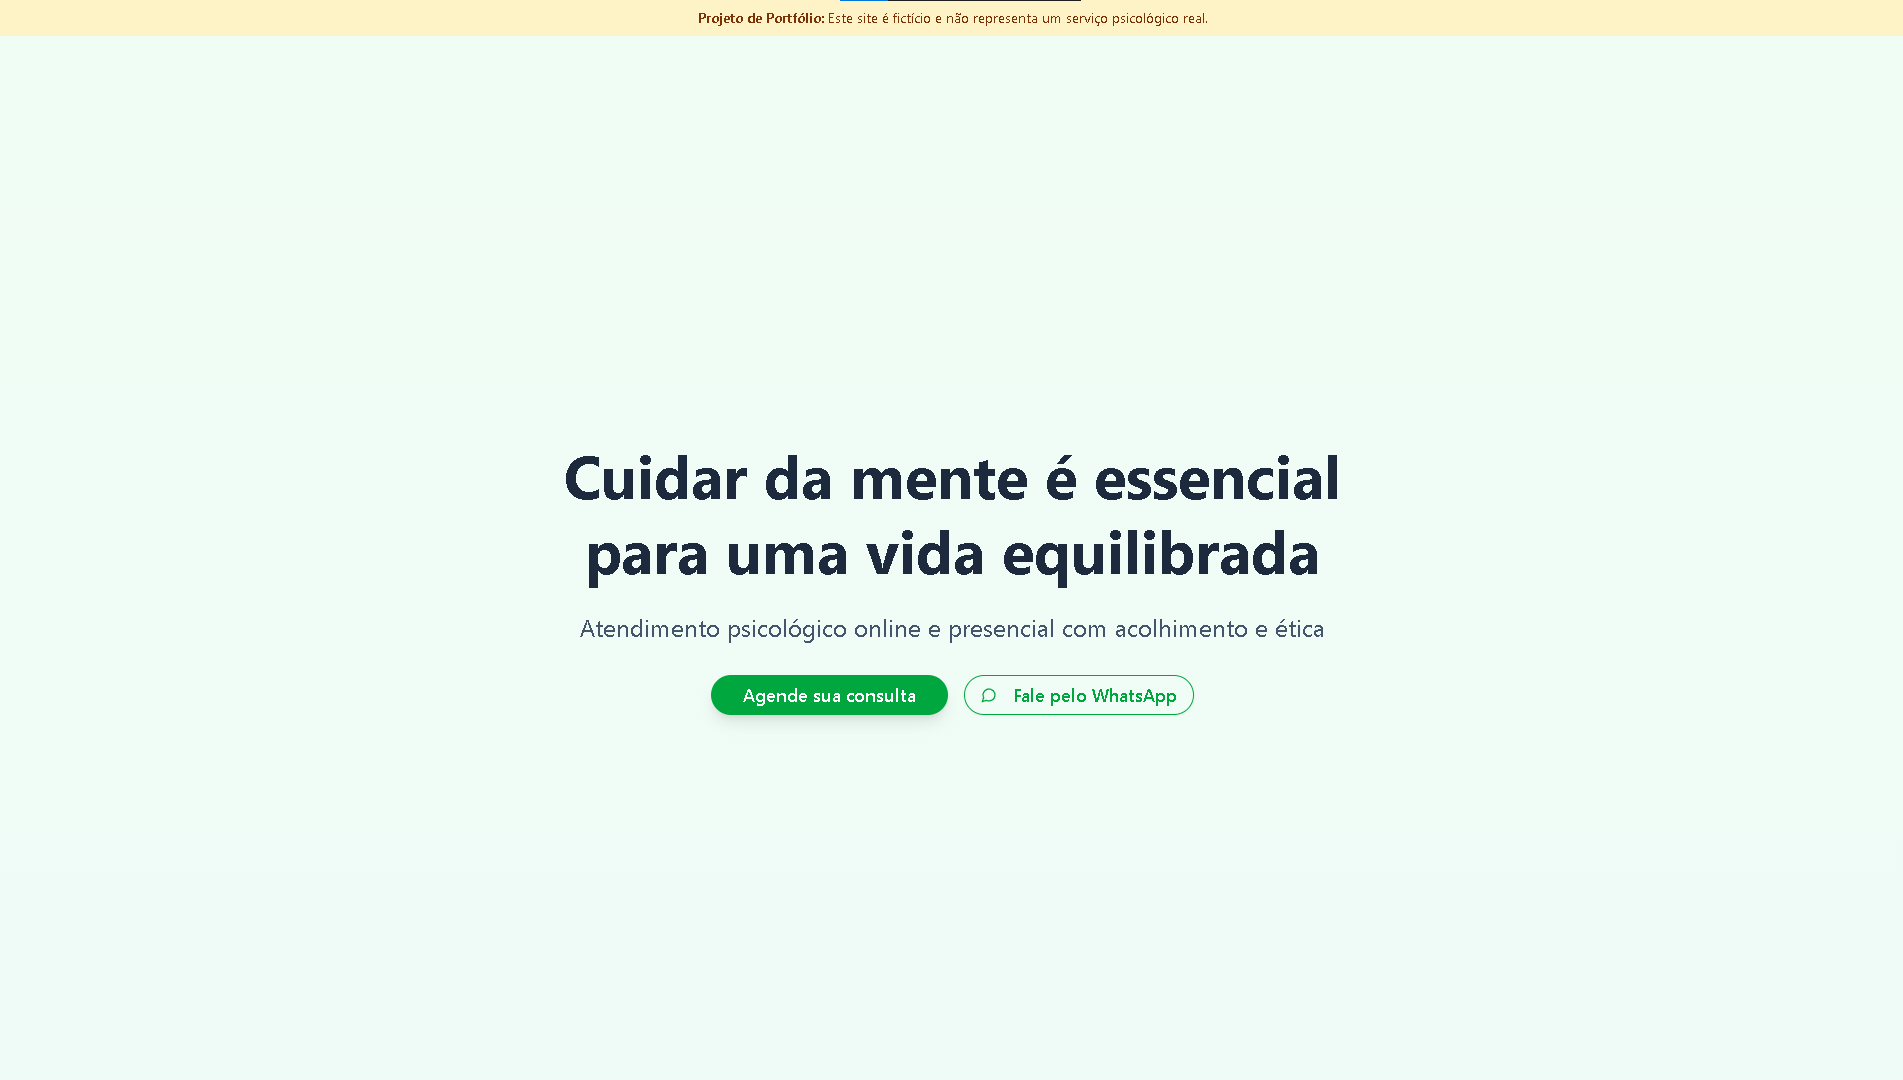 Projeto de Portfólio: Este site é fictício e não representa um serviço psicológico real.
Cuidar da mente é essencial
para uma vida equilibrada
Atendimento psicológico online e presencial com acolhimento e ética
Agende sua consulta
Fale pelo WhatsApp